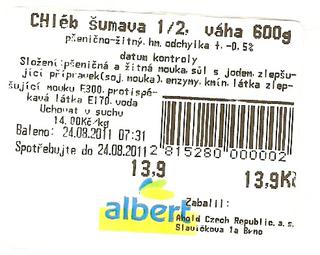 Chléb Šumava 1/2, váha 600g
pšenično-žitný. hm. odchylka +.-0.5%
datum kontroly
Složení:pšeničná a žitná mouka. sůl s jodem. zlepšu-
jící přípravek(soj.mouka). enzymy. kmín. látka zlep-
šující mouku E300. protispé-
kavá látka E170. voda
Uchovat v suchu
14.00Kč/kg
Baleno: 24.08.2011 07:31
Spotřebujte do 24.08.2011
2 815280 000002
13,9
13,9Kč
albert
Zabalil:
Ahold Czech Republic, a.s.
Slavíčkova 1a Brno